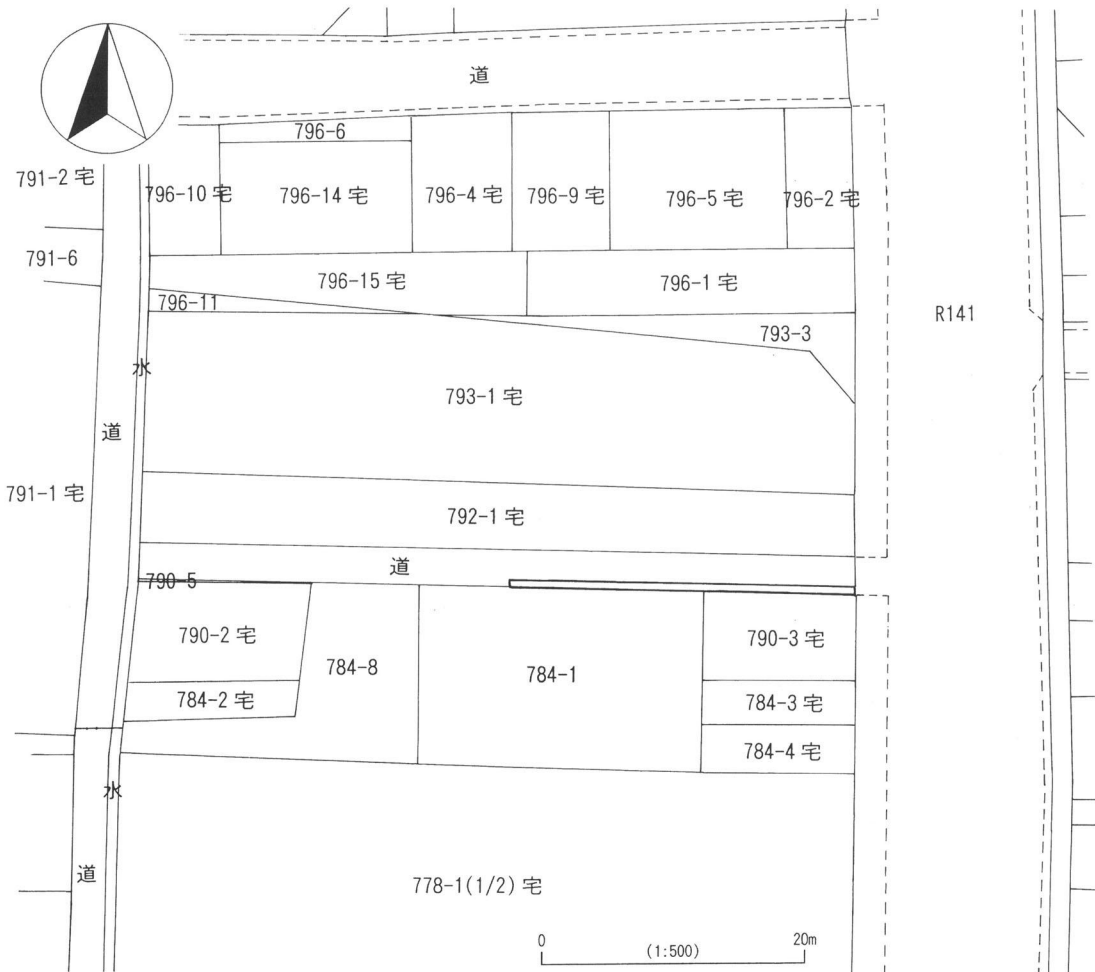 道
796-6
791-2 宅
796-10 宅
796-14 宅
796-4 宅
796-9 宅
796-5 宅
796-2 宅
791-6
796-15 宅
796-1 宅
796-11
R141
793-3
水
793-1 宅
道
791-1 宅
792-1 宅
道
790-5
790-2 宅
790-3 宅
784-8
784-1
784-2 宅
784-3 宅
784-4 宅
水
道
778-1(1/2) 宅
0
20m
(1:500)